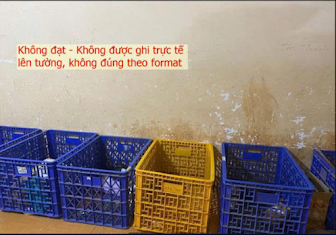 Không đạt - Không được ghi trực tế
lên tường, không đúng theo format